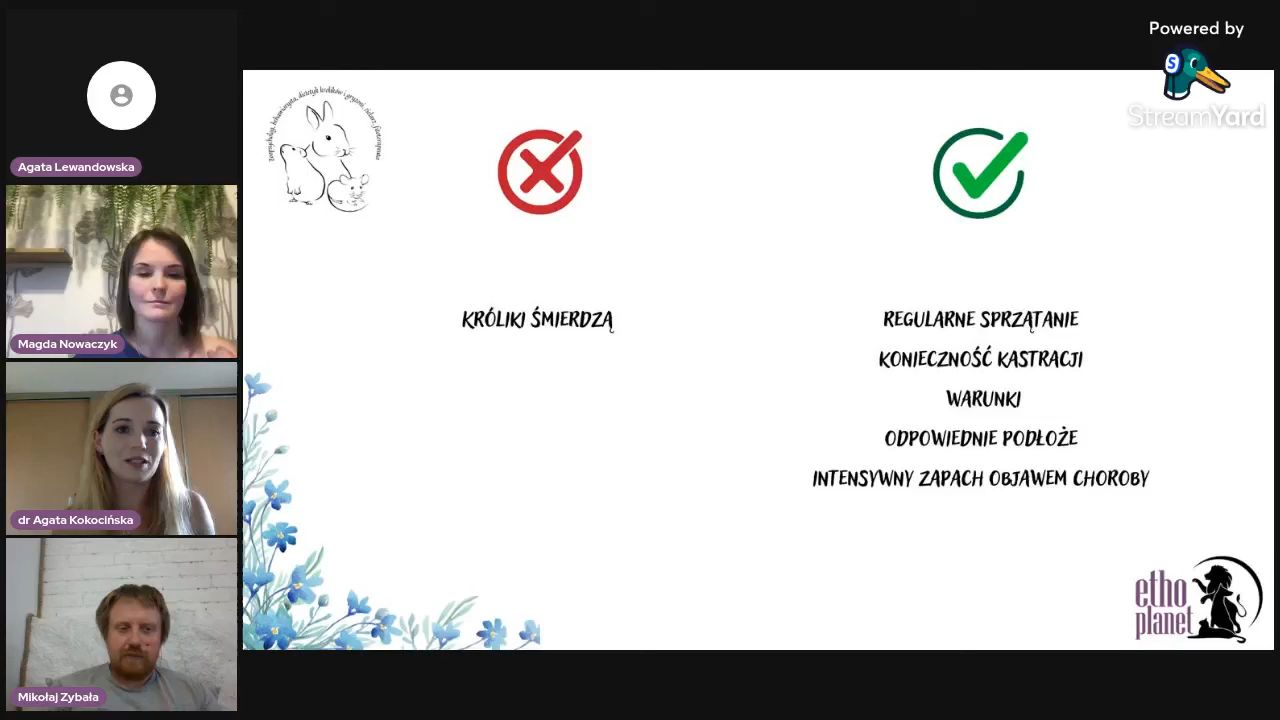 Powered by
StreamYard
Agata Lewandowska
Magda Nowaczyk
dr Agata Kokocińska
Mikołaj Zybała
KRÓLIKI ŚMIERDZĄ
REGULARNE SPRZĄTANIE
KONIECZNOŚĆ KASTRACJI
WARUNKI
ODPOWIEDNIE PODŁOŻE
INTENSYWNY ZAPACH OBJAWEM CHOROBY
etho
planet